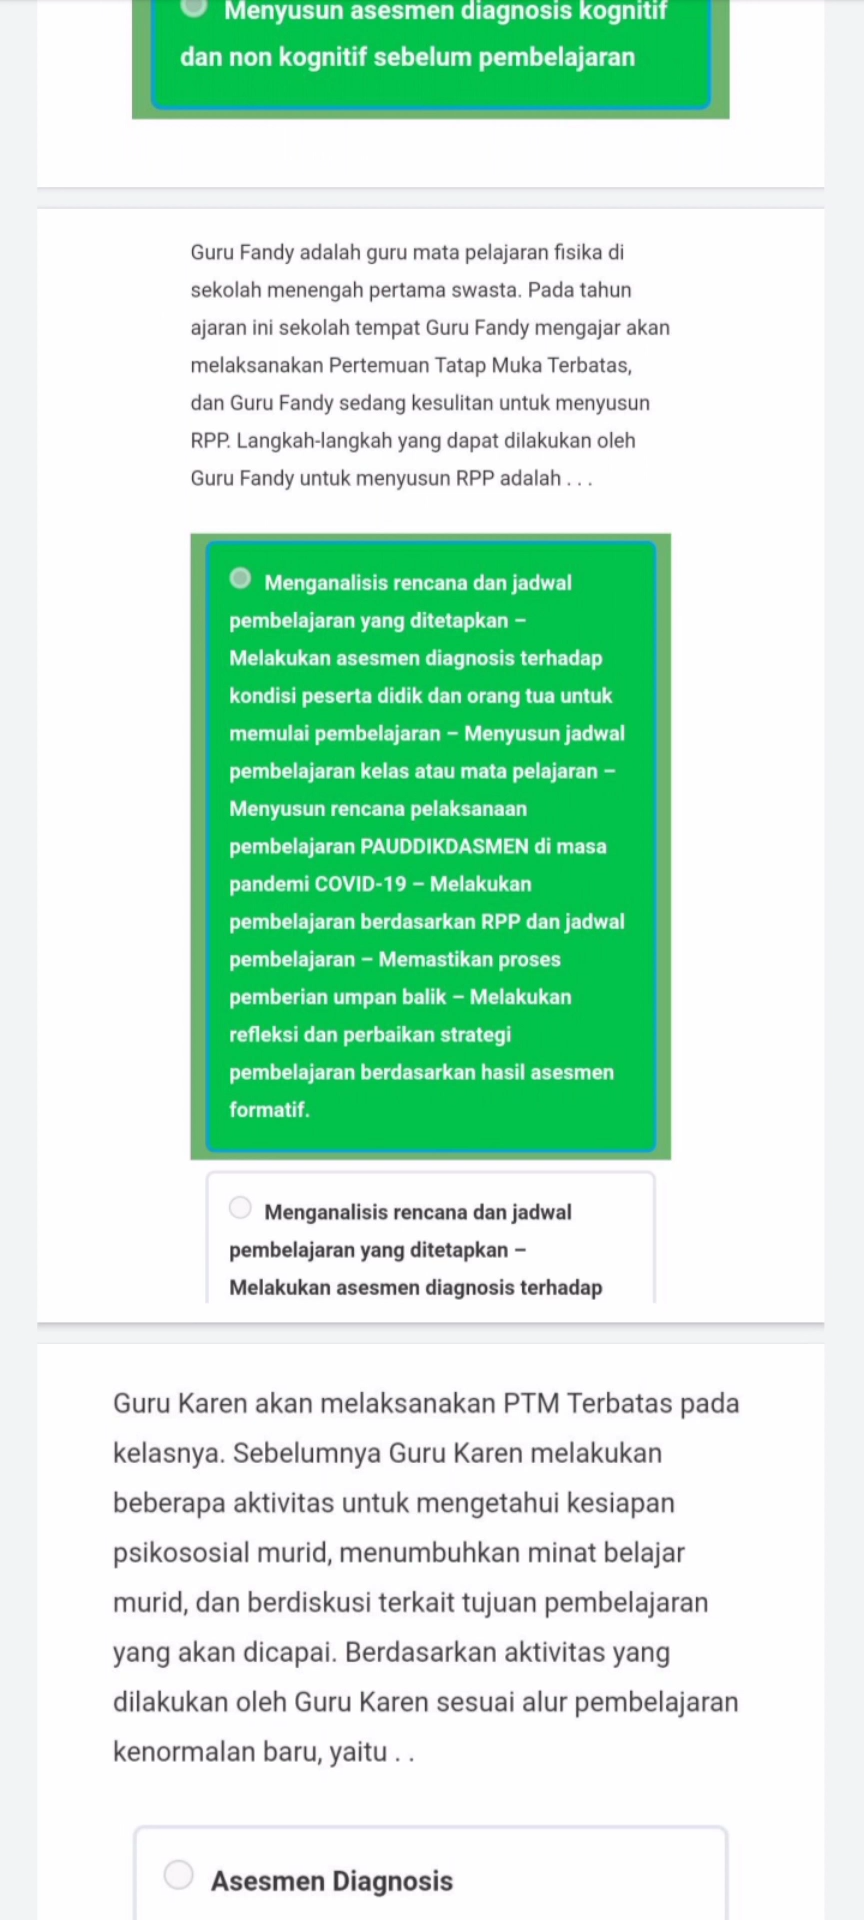 Menyusun asesmen diagnosis kognitif
dan non kognitif sebelum pembelajaran
Guru Fandy adalah guru mata pelajaran fisika di
sekolah menengah pertama swasta. Pada tahun
ajaran ini sekolah tempat Guru Fandy mengajar akan
melaksanakan Pertemuan Tatap Muka Terbatas,
dan Guru Fandy sedang kesulitan untuk menyusun
RPP. Langkah-langkah yang dapat dilakukan oleh
Guru Fandy untuk menyusun RPP adalah . . .
Menganalisis rencana dan jadwal
pembelajaran yang ditetapkan –
Melakukan asesmen diagnosis terhadap
kondisi peserta didik dan orang tua untuk
memulai pembelajaran – Menyusun jadwal
pembelajaran kelas atau mata pelajaran –
Menyusun rencana pelaksanaan
pembelajaran PAUDDIKDASMEN di masa
pandemi COVID-19 – Melakukan
pembelajaran berdasarkan RPP dan jadwal
pembelajaran – Memastikan proses
pemberian umpan balik – Melakukan
refleksi dan perbaikan strategi
pembelajaran berdasarkan hasil asesmen
formatif.
Menganalisis rencana dan jadwal
pembelajaran yang ditetapkan –
Melakukan asesmen diagnosis terhadap
Guru Karen akan melaksanakan PTM Terbatas pada
kelasnya. Sebelumnya Guru Karen melakukan
beberapa aktivitas untuk mengetahui kesiapan
psikososial murid, menumbuhkan minat belajar
murid, dan berdiskusi terkait tujuan pembelajaran
yang akan dicapai. Berdasarkan aktivitas yang
dilakukan oleh Guru Karen sesuai alur pembelajaran
kenormalan baru, yaitu . .
Asesmen Diagnosis